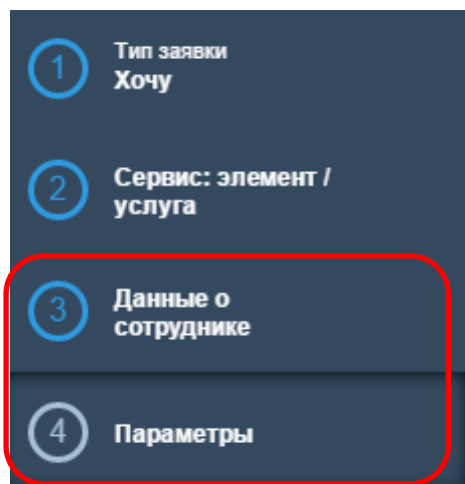 1
Тип заявки
Хочу
2
Сервис: элемент /
услуга
3
Данные о
сотруднике
4
Параметры